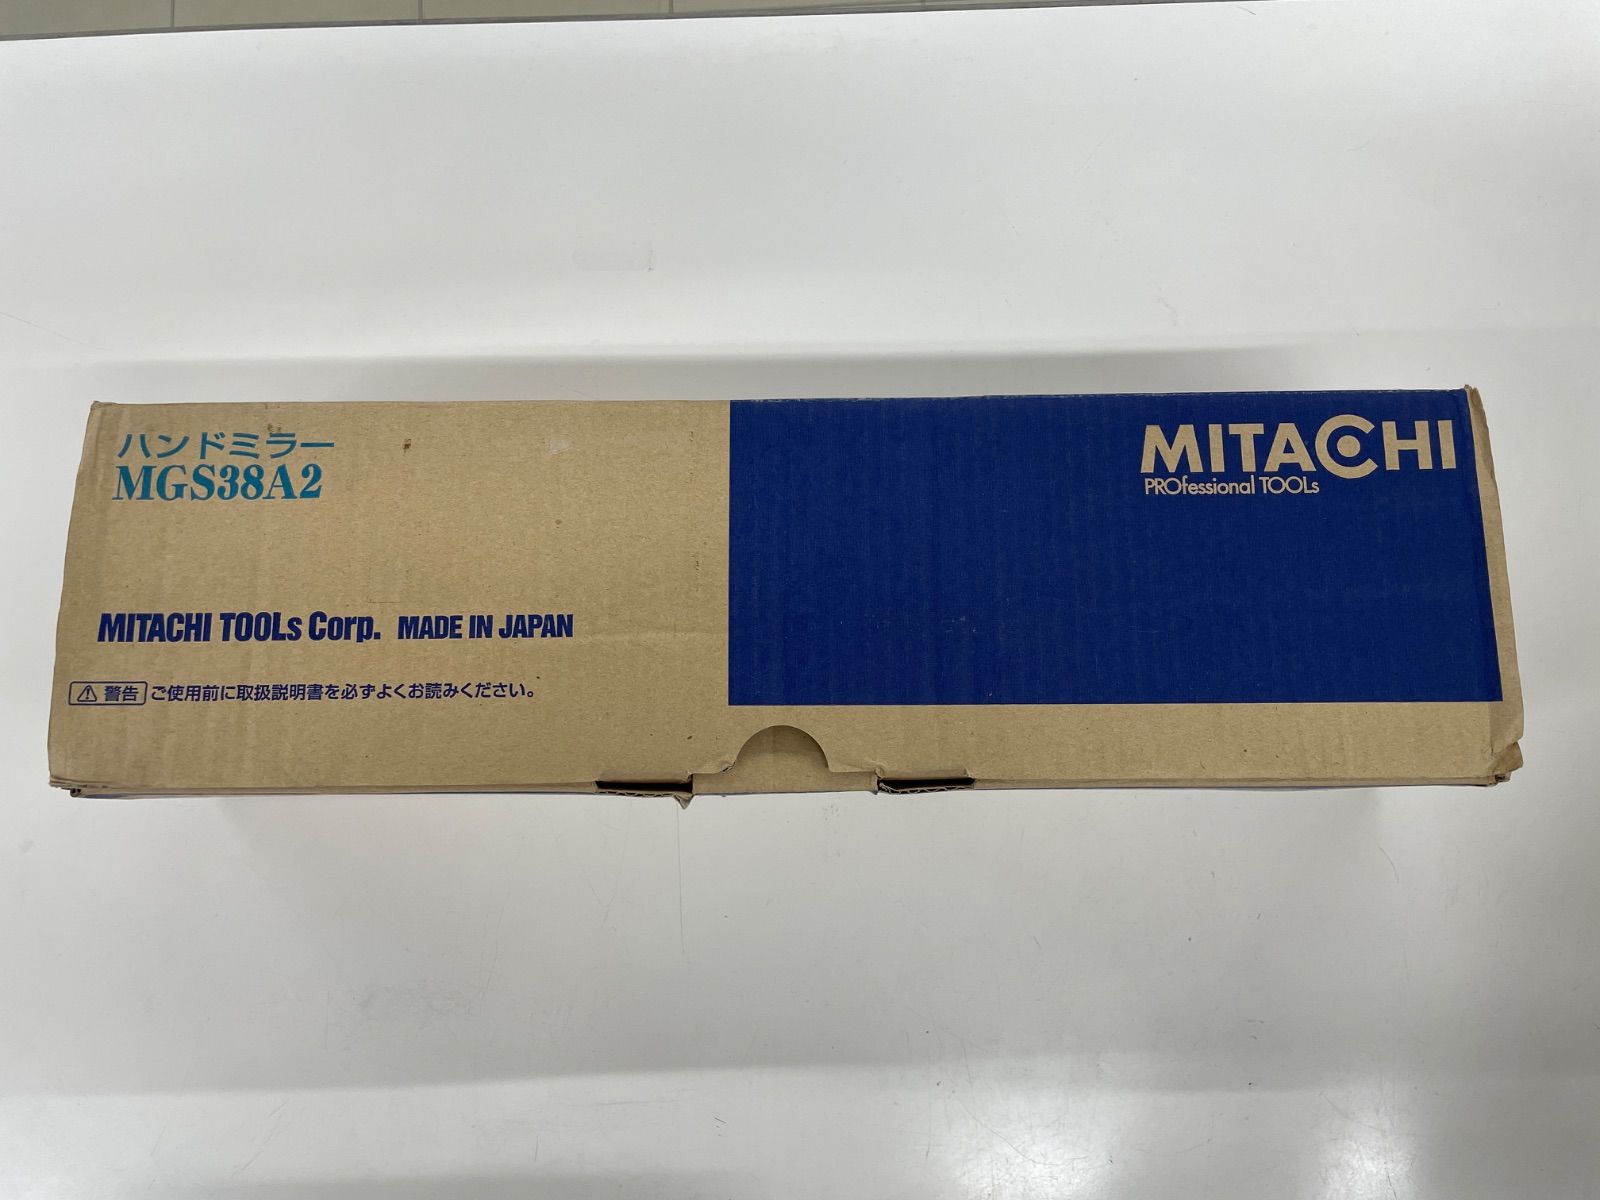 ハンドミラー
MGS38A2
MITACHI
PROfessional TOOLs
MITACHI TOOLs Corp. MADE IN JAPAN
警告 ご使用前に取扱説明書を必ずよくお読みください。